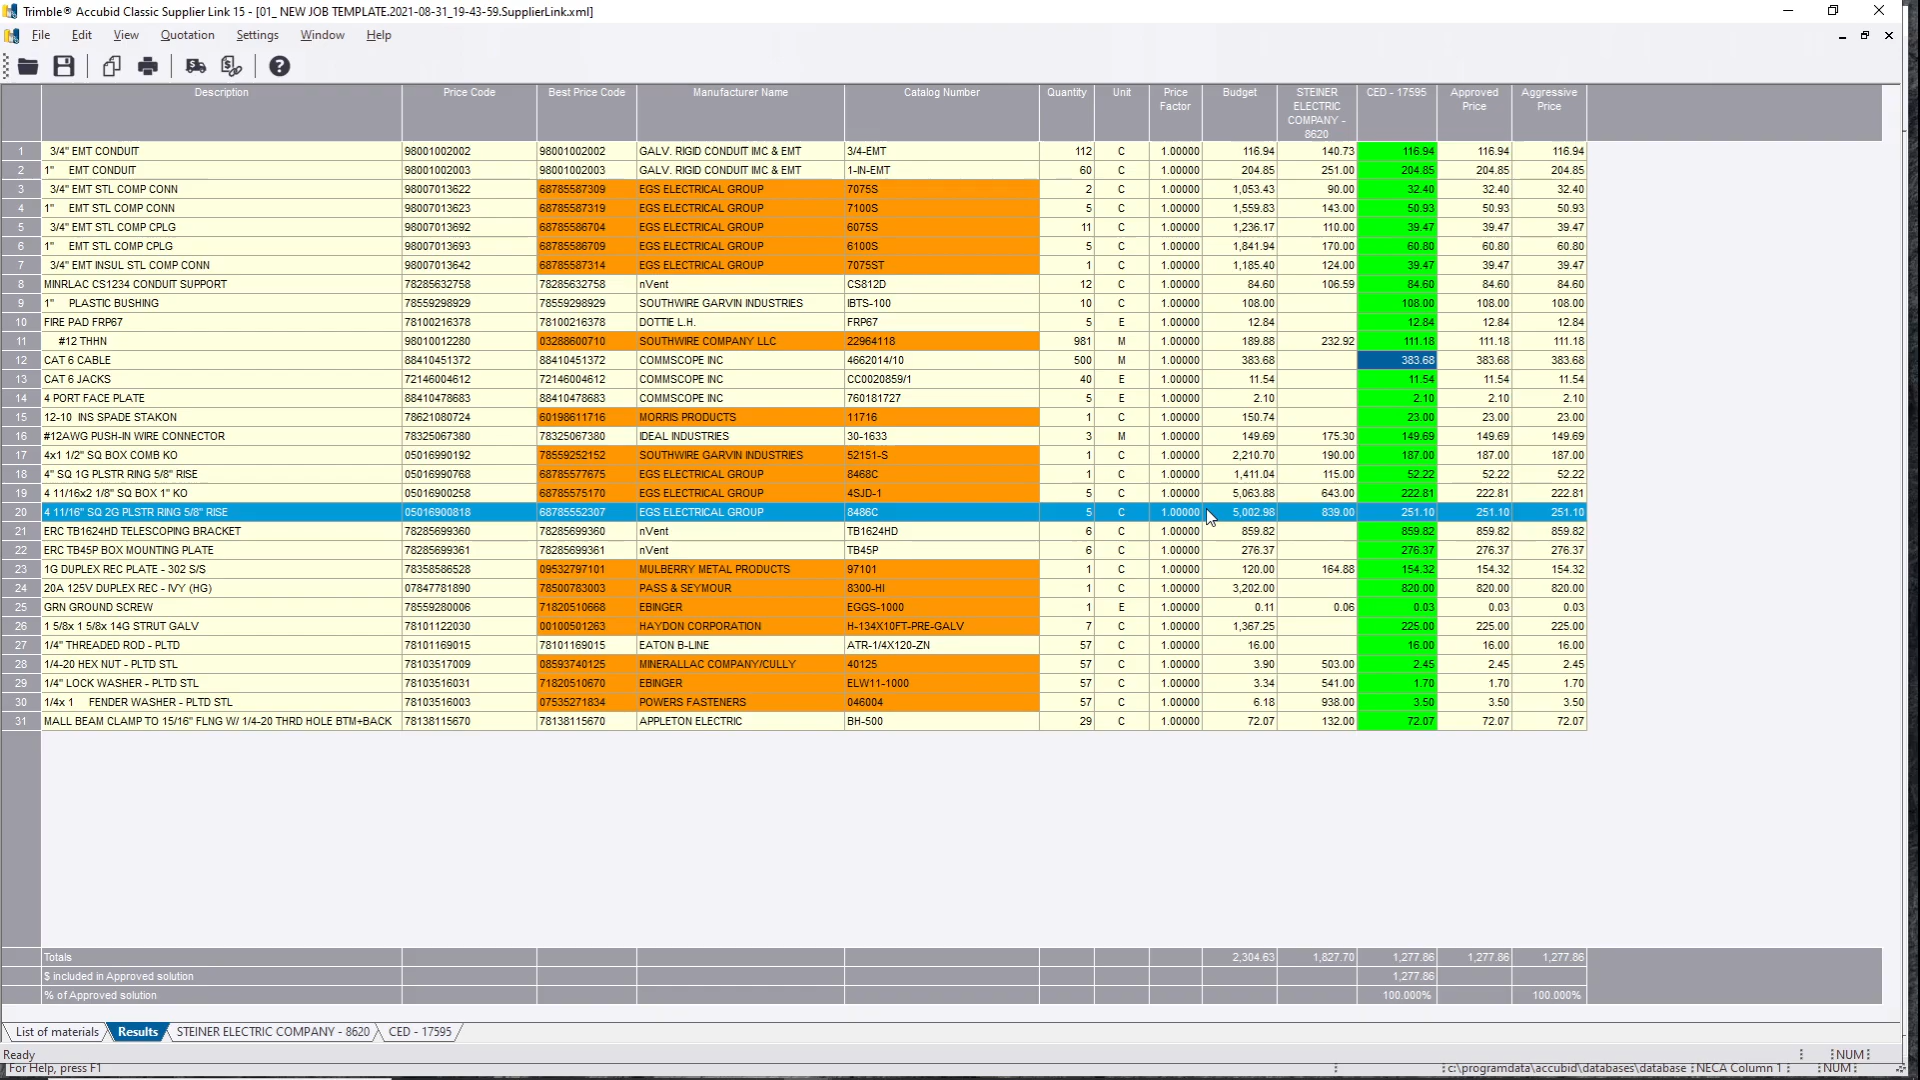 Trimble® Accubid Classic Supplier Link 15 - [01_ NEW JOB TEMPLATE.2021-08-31_19-43-59.SupplierLink.xml]
File Edit View Quotation Settings Window Help
Description Price Code Best Price Code Manufacturer Name Catalog Number Quantity Unit Price Factor Budget STEINER ELECTRIC COMPANY - 8620 CED - 17595 Approved Price Aggressive Price
1 3/4" EMT CONDUIT 98001002002 98001002002 GALV. RIGID CONDUIT IMC & EMT 3/4-EMT 112 C 1.00000 116.94 140.73 116.94 116.94 116.94
2 1" EMT CONDUIT 98001002003 98001002003 GALV. RIGID CONDUIT IMC & EMT 1-IN-EMT 60 C 1.00000 204.85 251.00 204.85 204.85 204.85
3 3/4" EMT STL COMP CONN 98007013622 68785587309 EGS ELECTRICAL GROUP 7075S 2 C 1.00000 1,053.43 90.00 32.40 32.40 32.40
4 1" EMT STL COMP CONN 98007013623 68785587319 EGS ELECTRICAL GROUP 7100S 5 C 1.00000 1,559.83 143.00 50.93 50.93 50.93
5 3/4" EMT STL COMP CPLG 98007013692 68785586704 EGS ELECTRICAL GROUP 6075S 11 C 1.00000 1,236.17 110.00 39.47 39.47 39.47
6 1" EMT STL COMP CPLG 98007013693 68785586709 EGS ELECTRICAL GROUP 6100S 5 C 1.00000 1,841.94 170.00 60.80 60.80 60.80
7 3/4" EMT INSUL STL COMP CONN 98007013642 68785587314 EGS ELECTRICAL GROUP 7075ST 1 C 1.00000 1,185.40 124.00 39.47 39.47 39.47
8 MINRLAC CS1234 CONDUIT SUPPORT 78285632758 78285632758 nVent CS812D 12 C 1.00000 84.60 106.59 84.60 84.60 84.60
9 1" PLASTIC BUSHING 78559298929 78559298929 SOUTHWIRE GARVIN INDUSTRIES IBTS-100 10 C 1.00000 108.00 108.00 108.00 108.00
10 FIRE PAD FRP67 78100216378 78100216378 DOTTIE L.H. FRP67 5 E 1.00000 12.84 12.84 12.84 12.84
11 #12 THHN 98010012280 03288600710 SOUTHWIRE COMPANY LLC 22964118 981 M 1.00000 189.88 232.92 111.18 111.18 111.18
12 CAT 6 CABLE 88410451372 88410451372 COMMSCOPE INC 4662014/10 500 M 1.00000 383.68 383.68 383.68 383.68
13 CAT 6 JACKS 72146004612 72146004612 COMMSCOPE INC CC0020859/1 40 E 1.00000 11.54 11.54 11.54 11.54
14 4 PORT FACE PLATE 88410478683 88410478683 COMMSCOPE INC 760181727 5 E 1.00000 2.10 2.10 2.10 2.10
15 12-10 INS SPADE STAKON 78621080724 60198611716 MORRIS PRODUCTS 11716 1 C 1.00000 150.74 23.00 23.00 23.00
16 #12AWG PUSH-IN WIRE CONNECTOR 78325067380 78325067380 IDEAL INDUSTRIES 30-1633 3 M 1.00000 149.69 175.30 149.69 149.69 149.69
17 4x1 1/2" SQ BOX COMB KO 05016990192 78559252152 SOUTHWIRE GARVIN INDUSTRIES 52151-S 1 C 1.00000 2,210.70 190.00 187.00 187.00 187.00
18 4" SQ 1G PLSTR RING 5/8" RISE 05016990768 68785577675 EGS ELECTRICAL GROUP 8468C 1 C 1.00000 1,411.04 115.00 52.22 52.22 52.22
19 4 11/16x2 1/8" SQ BOX 1" KO 05016900258 68785575170 EGS ELECTRICAL GROUP 4SJD-1 5 C 1.00000 5,063.88 643.00 222.81 222.81 222.81
20 4 11/16" SQ 2G PLSTR RING 5/8" RISE 05016900818 68785552307 EGS ELECTRICAL GROUP 8486C 5 C 1.00000 5,002.98 839.00 251.10 251.10 251.10
21 ERC TB1624HD TELESCOPING BRACKET 78285699360 78285699360 nVent TB1624HD 6 C 1.00000 859.82 859.82 859.82 859.82
22 ERC TB45P BOX MOUNTING PLATE 78285699361 78285699361 nVent TB45P 6 C 1.00000 276.37 276.37 276.37 276.37
23 1G DUPLEX REC PLATE - 302 S/S 78358586528 09532797101 MULBERRY METAL PRODUCTS 97101 1 C 1.00000 120.00 164.88 154.32 154.32 154.32
24 20A 125V DUPLEX REC - IVY (HG) 07847781890 78500783003 PASS & SEYMOUR 8300-HI 1 C 1.00000 3,202.00 820.00 820.00 820.00
25 GRN GROUND SCREW 78559280006 71820510668 EBINGER EGGS-1000 1 E 1.00000 0.11 0.06 0.03 0.03 0.03
26 1 5/8x 1 5/8x 14G STRUT GALV 78101122030 00100501263 HAYDON CORPORATION H-134X10FT-PRE-GALV 7 C 1.00000 1,367.25 225.00 225.00 225.00
27 1/4" THREADED ROD - PLTD 78101169015 78101169015 EATON B-LINE ATR-1/4X120-ZN 57 C 1.00000 16.00 16.00 16.00 16.00
28 1/4-20 HEX NUT - PLTD STL 78103517009 08593740125 MINERALLAC COMPANY/CULLY 40125 57 C 1.00000 3.90 503.00 2.45 2.45 2.45
29 1/4" LOCK WASHER - PLTD STL 78103516031 71820510670 EBINGER ELW11-1000 57 C 1.00000 3.34 541.00 1.70 1.70 1.70
30 1/4x 1 FENDER WASHER - PLTD STL 78103516003 07535271834 POWERS FASTENERS 046004 57 C 1.00000 6.18 938.00 3.50 3.50 3.50
31 MALL BEAM CLAMP TO 15/16" FLNG W/ 1/4-20 THRD HOLE BTM+BACK 78138115670 78138115670 APPLETON ELECTRIC BH-500 29 C 1.00000 72.07 132.00 72.07 72.07 72.07
Totals 2,304.63 1,827.70 1,277.86 1,277.86 1,277.86
$ included in Approved solution 1,277.86
% of Approved solution 100.000% 100.000%
List of materials Results STEINER ELECTRIC COMPANY - 8620 CED - 17595
Ready NUM
For Help, press F1 c:\programdata\accubid\databases\database NECA Column 1 NUM